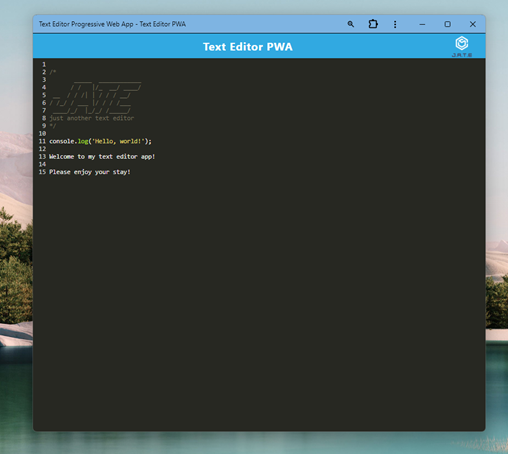 Text Editor Progressive Web App - Text Editor PWA
Text Editor PWA
J.A.T.E
1
2 /*
3
4
5
6
7
8 just another text editor
9 */
10
11 console.log('Hello, world!');
12
13 Welcome to my text editor app!
14
15 Please enjoy your stay!